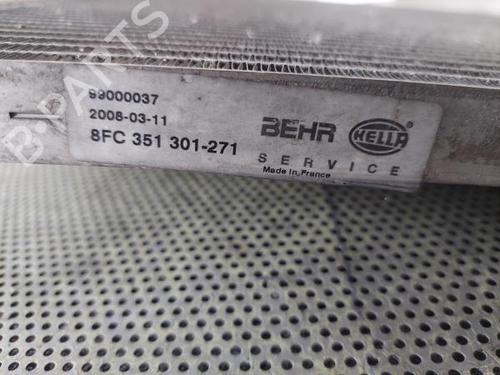 99000037
2008-03-11
8FC 351 301-271
BEHR HELLA
SERVICE
Made in France
B-PARTS